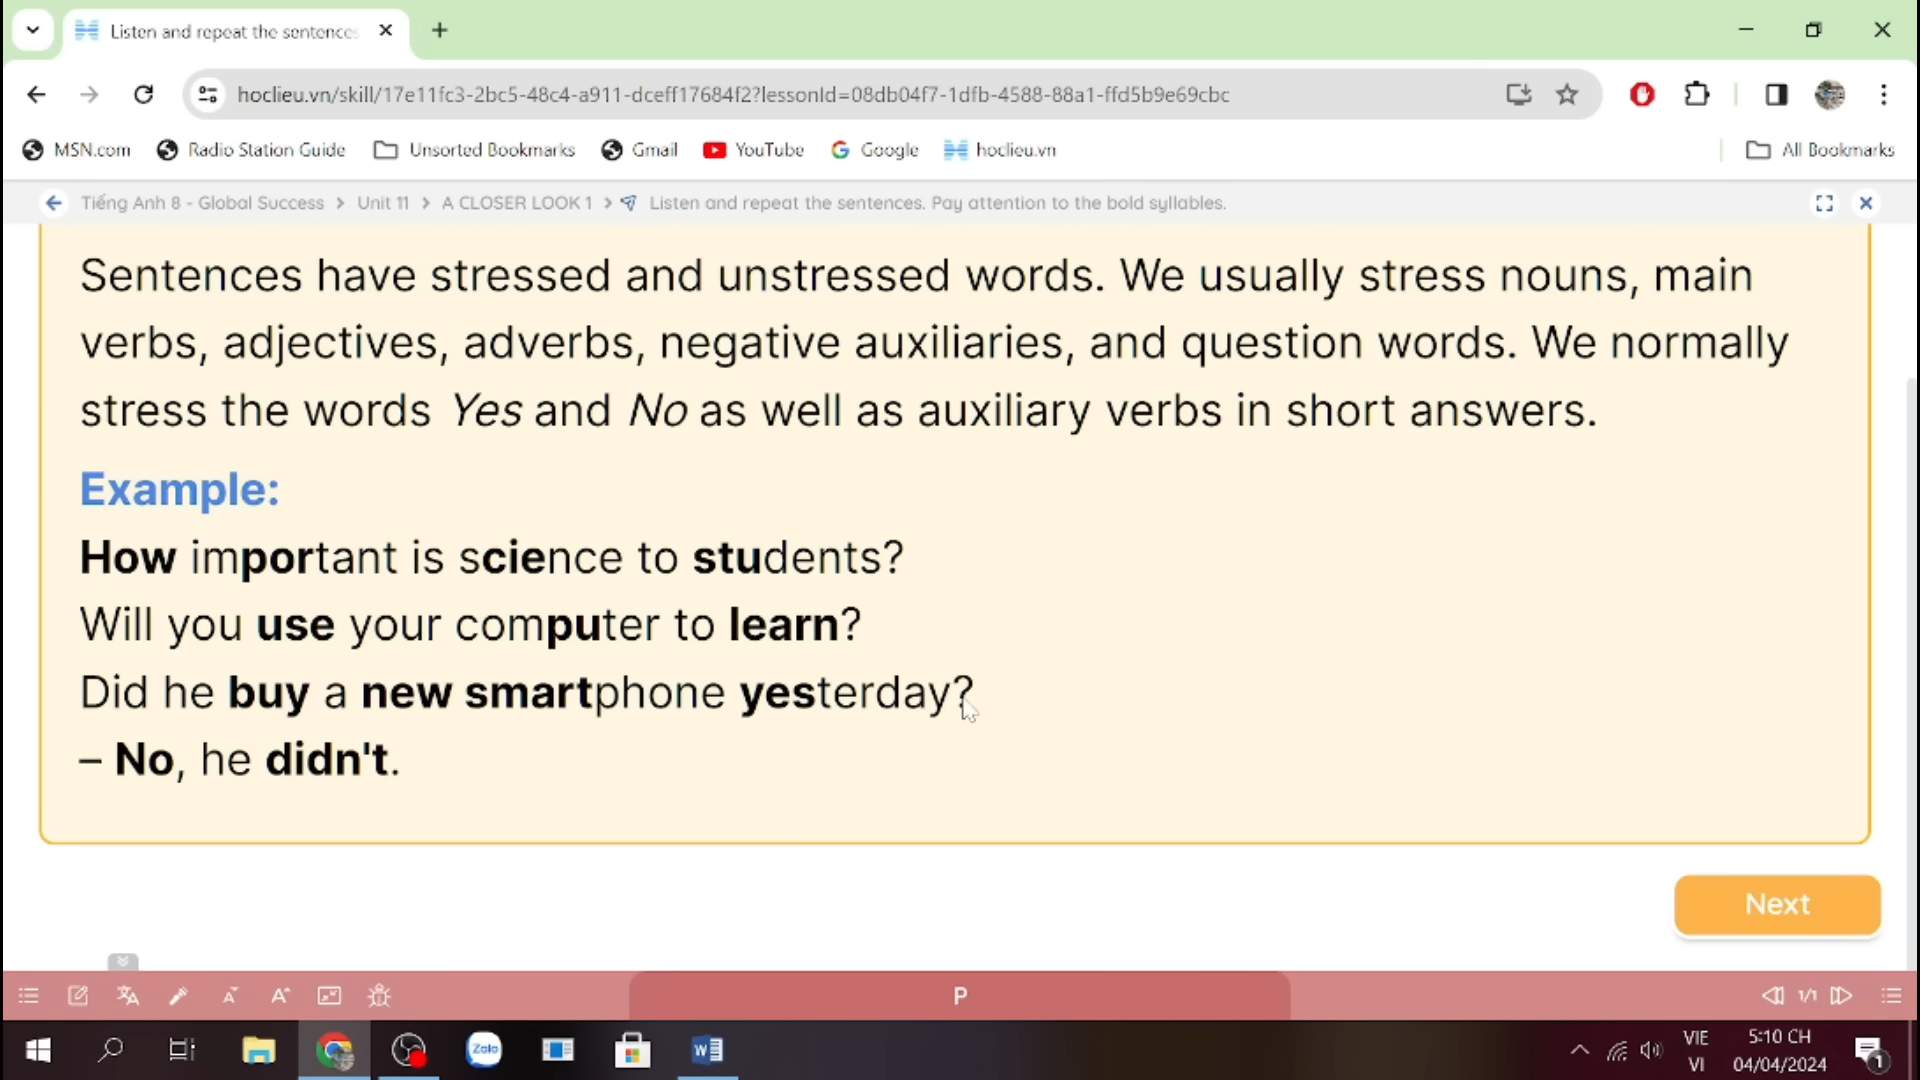 Listen and repeat the sentences
hoclieu.vn/skill/17e11fc3-2bc5-48c4-a911-dceff17684f2?lessonId=08db04f7-1dfb-4588-88a1-ffd5b9e69cbc
MSN.com Radio Station Guide Unsorted Bookmarks Gmail YouTube Google hoclieu.vn All Bookmarks
Tiếng Anh 8 - Global Success > Unit 11 > A CLOSER LOOK 1 > Listen and repeat the sentences. Pay attention to the bold syllables.
Sentences have stressed and unstressed words. We usually stress nouns, main
verbs, adjectives, adverbs, negative auxiliaries, and question words. We normally
stress the words Yes and No as well as auxiliary verbs in short answers.
Example:
How important is science to students?
Will you use your computer to learn?
Did he buy a new smartphone yesterday?
– No, he didn't.
Next
P
1/1
Zalo
VIE
VI
5:10 CH
04/04/2024
1